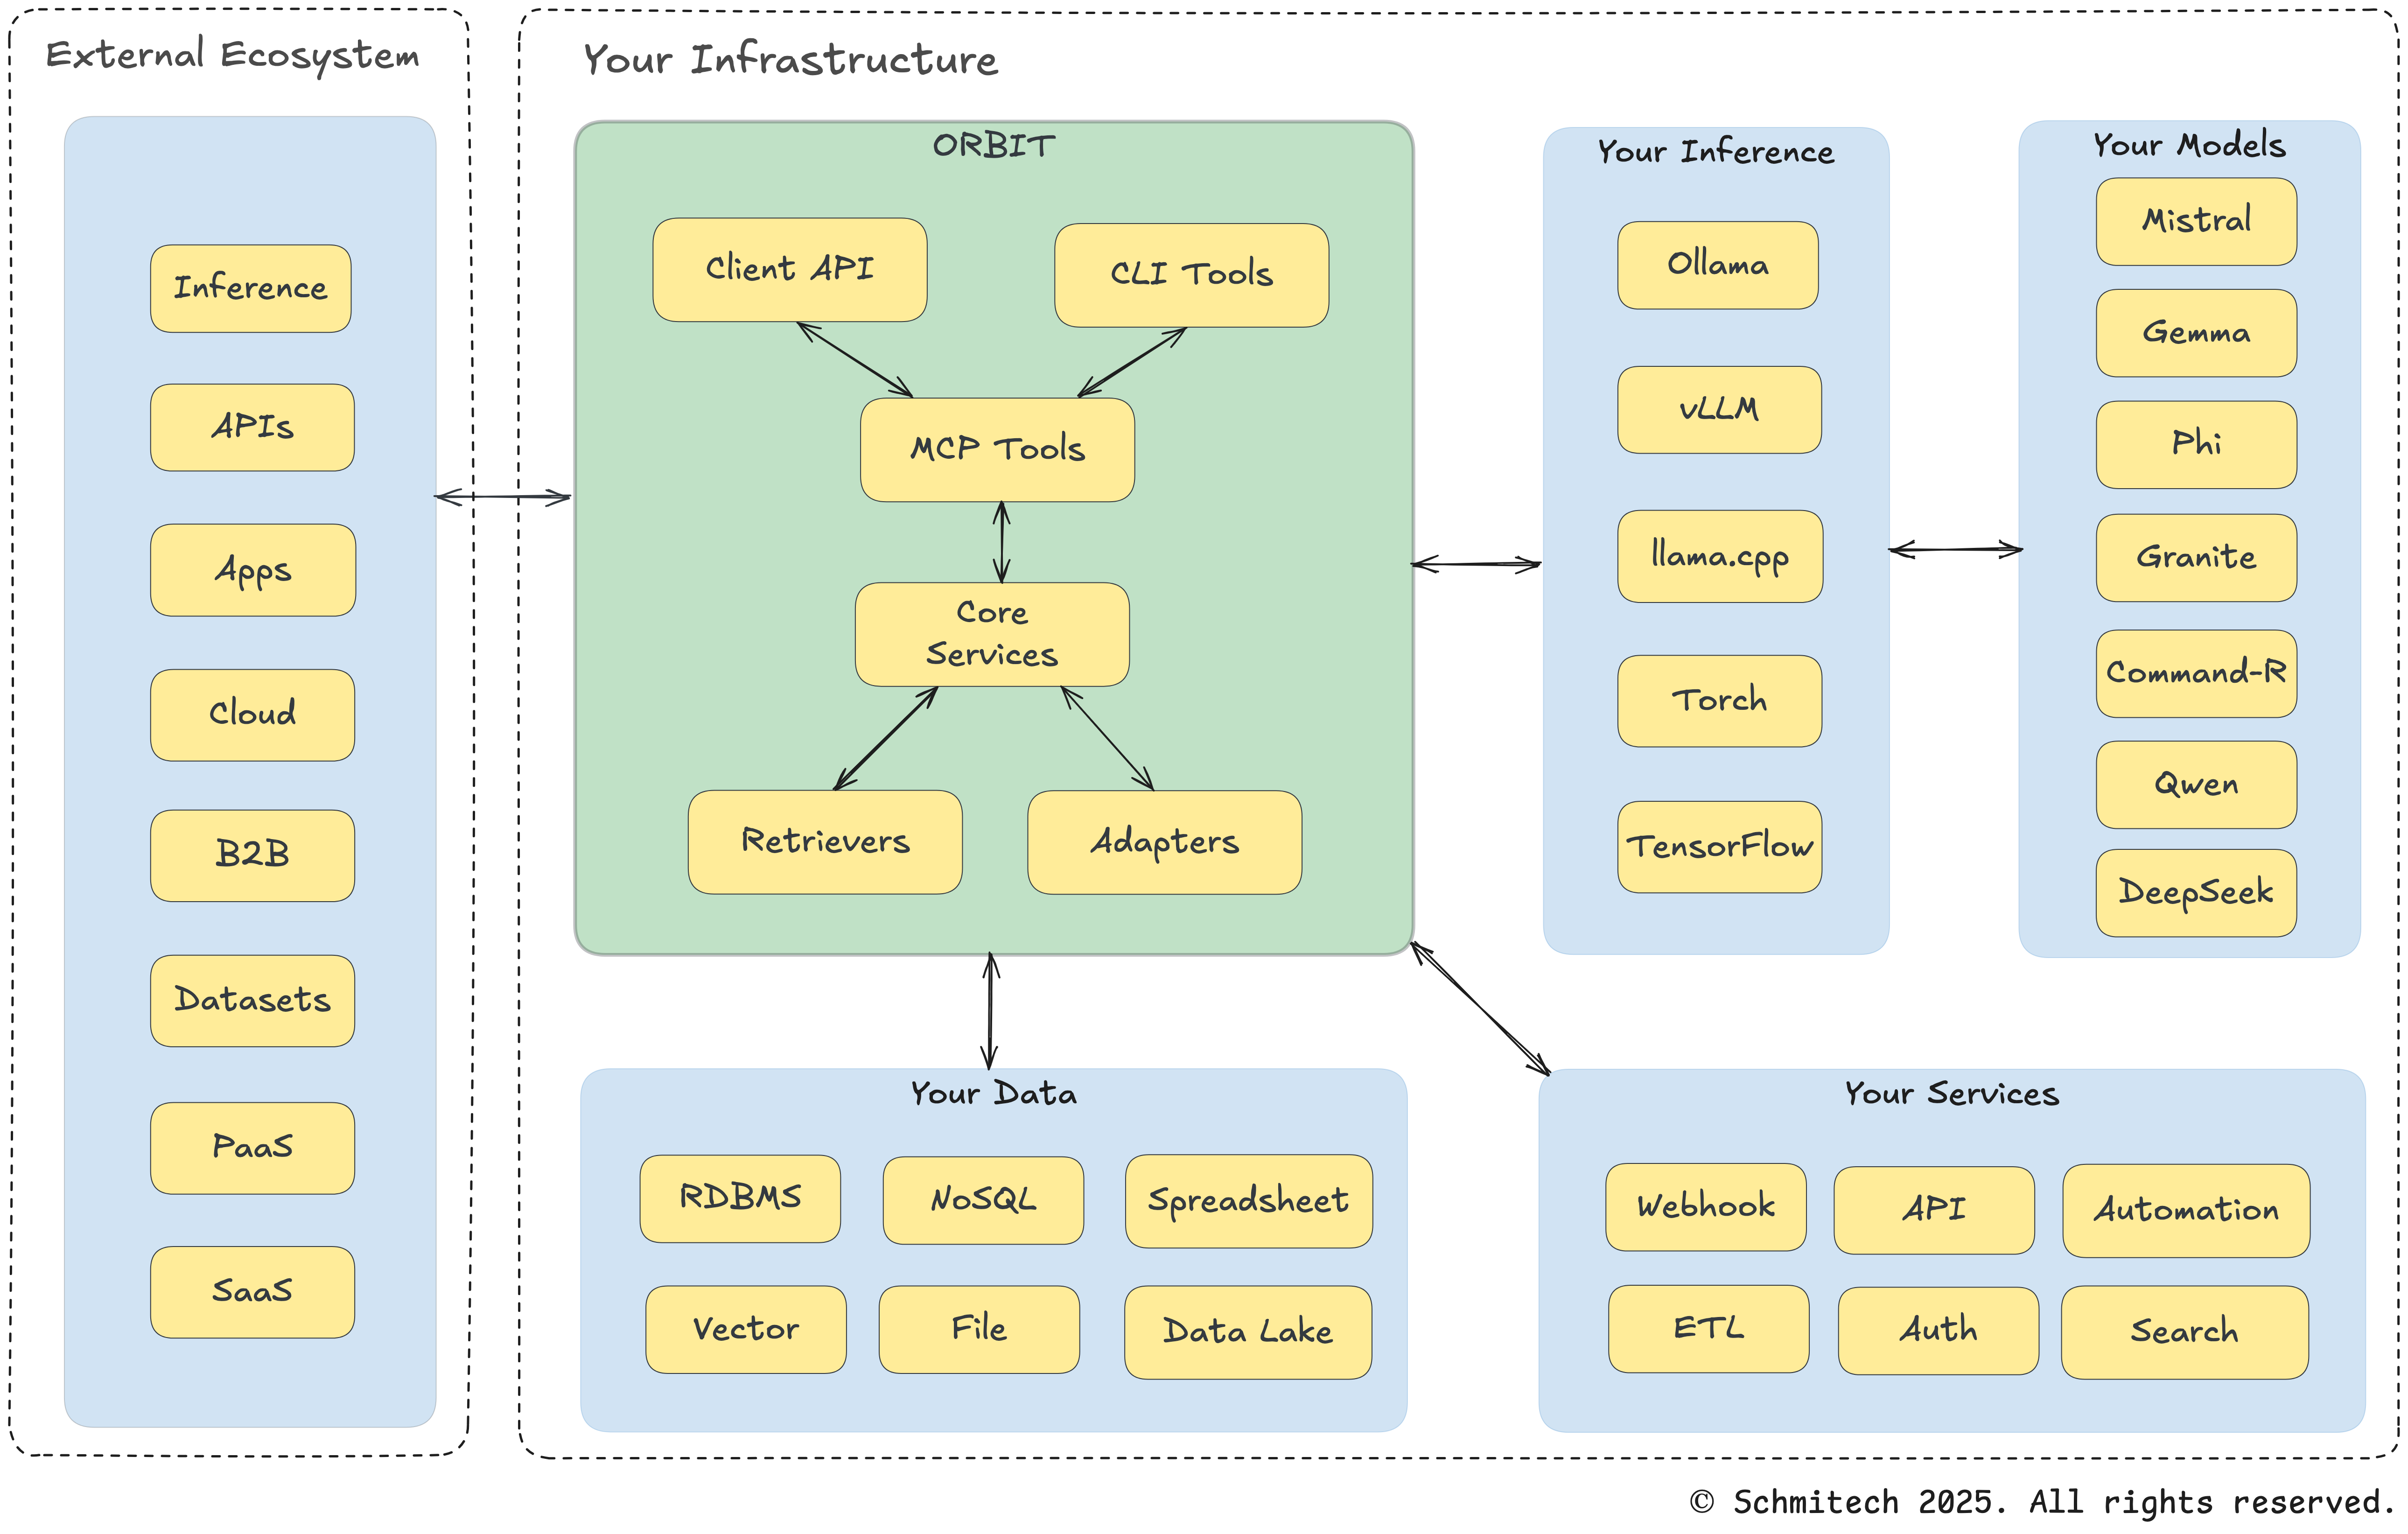 External Ecosystem
Inference
APIs
Apps
Cloud
B2B
Datasets
PaaS
SaaS
Your Infrastructure
ORBIT
Client API
CLI Tools
MCP Tools
Core
Services
Retrievers
Adapters
Your Inference
Ollama
vLLM
llama.cpp
Torch
TensorFlow
Your Models
Mistral
Gemma
Phi
Granite
Command-R
Qwen
DeepSeek
Your Data
RDBMS
NoSQL
Spreadsheet
Vector
File
Data Lake
Your Services
Webhook
API
Automation
ETL
Auth
Search
© Schmitech 2025. All rights reserved.